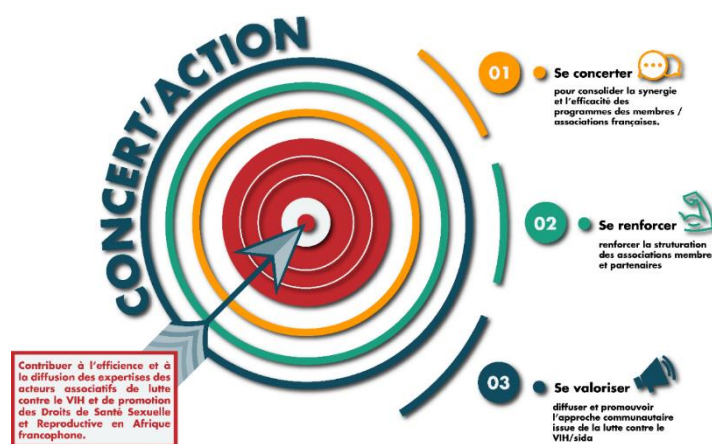 CONCERT'ACTION
01
Se concerter
pour consolider la synergie
et l'efficacité des
programmes des membres /
associations françaises.
02
Se renforcer
renforcer la struturation
des associations membre
et partenaires
03
Se valoriser
diffuser et promouvoir
l'approche communautaire
issue de la lutte contre le
VIH/sida
Contribuer à l'efficience et à
la diffusion des expertises des
acteurs associatifs de lutte
contre le VIH et de promotion
des Droits de Santé Sexuelle
et Reproductive en Afrique
francophone.